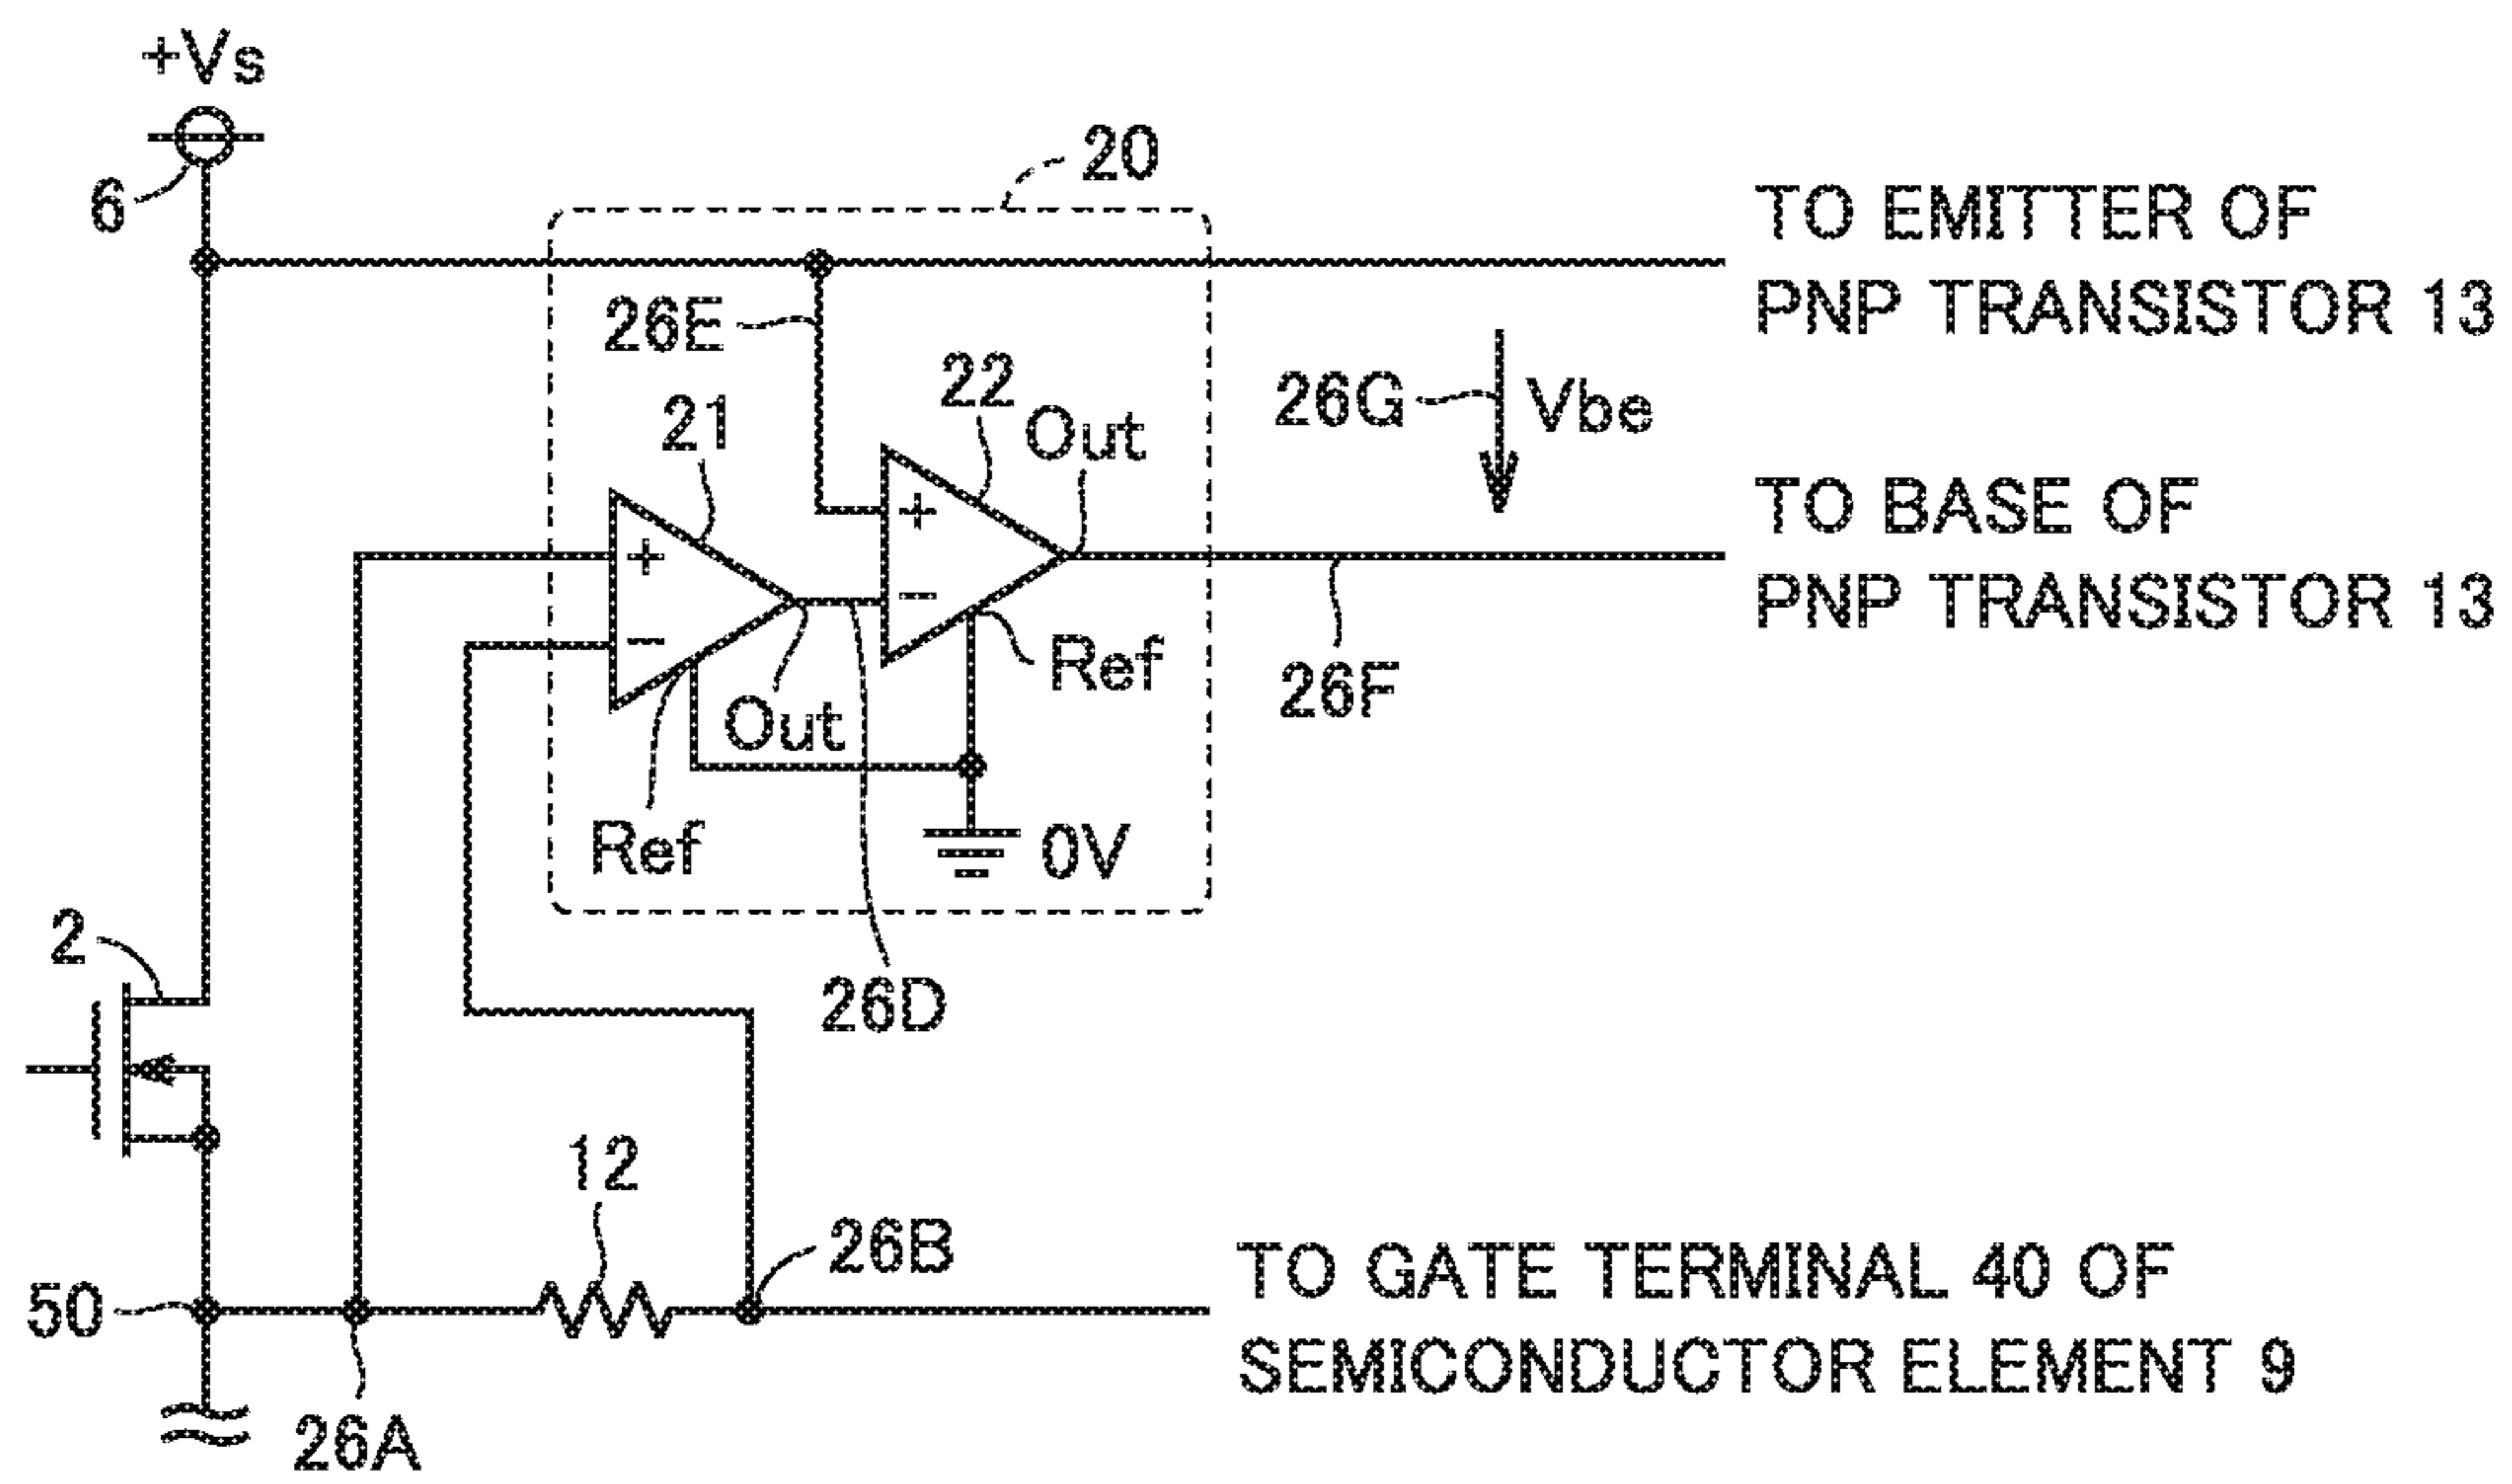 +Vs
6
20
TO EMITTER OF
PNP TRANSISTOR 13
26E
22
Out
26G
Vbe
21
+
+
−
−
TO BASE OF
PNP TRANSISTOR 13
Ref
26F
Out
Ref
0V
2
26D
12
26B
50
26A
TO GATE TERMINAL 40 OF
SEMICONDUCTOR ELEMENT 9